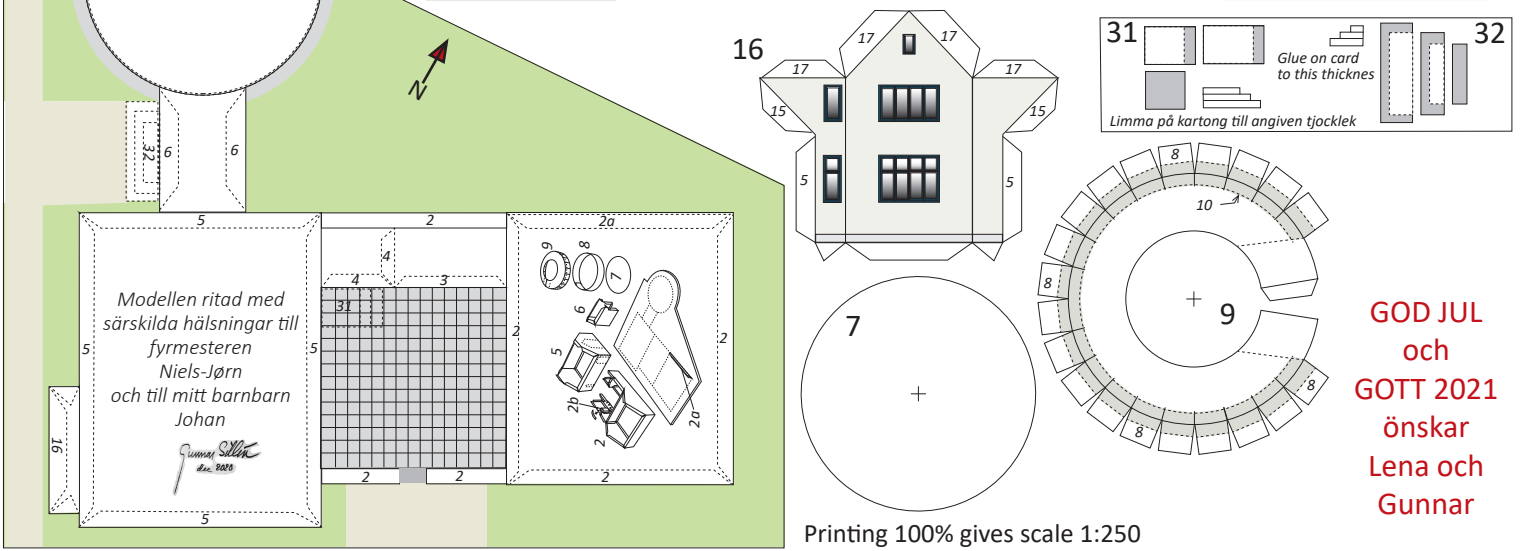 N
32
6
6
5
2
2a
Modellen ritad med
särskilda hälsningar till
fyrmesteren
Niels-Jørn
och till mitt barnbarn
Johan
Gunnar Sillén
dec 2020
5
5
5
16
4
4
3
31
2
2
2
2
2
9
8
7
6
5
2b
2
2a
16
17
17
17
17
15
15
5
5
7
Printing 100% gives scale 1:250
31
32
Glue on card
to this thicknes
Limma på kartong till angiven tjocklek
8
10
8
9
8
8
GOD JUL
och
GOTT 2021
önskar
Lena och
Gunnar